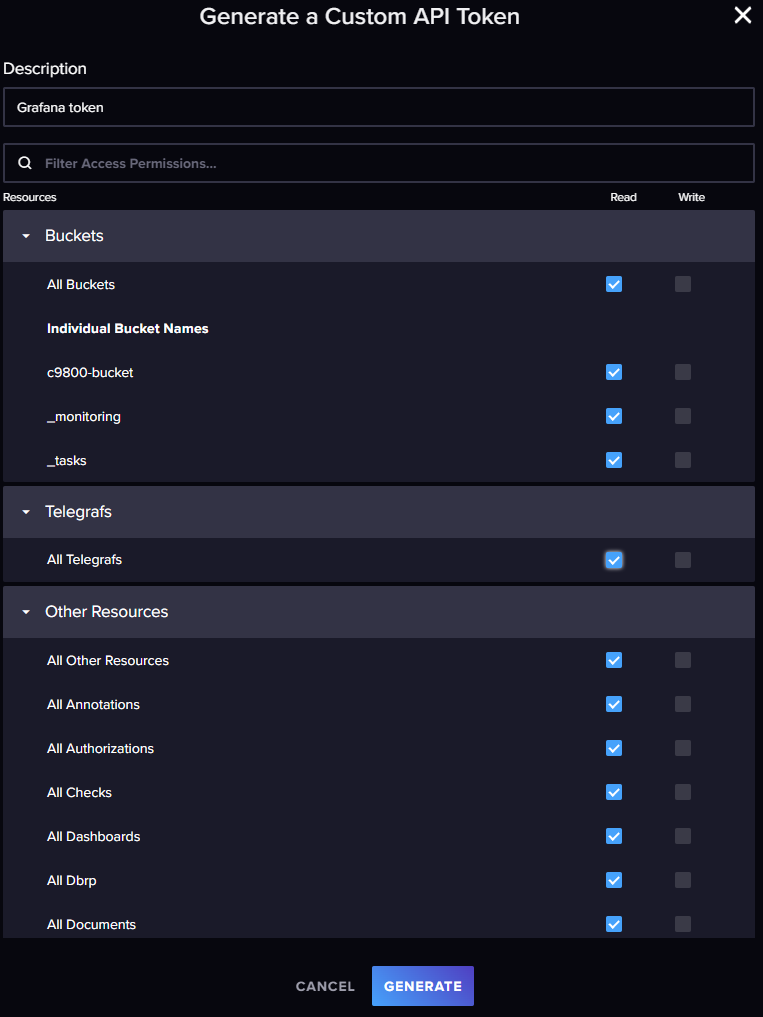 Generate a Custom API Token
Description
Grafana token
Filter Access Permissions...
Resources Read Write
Buckets
All Buckets
Individual Bucket Names
c9800-bucket
_monitoring
_tasks
Telegrafs
All Telegrafs
Other Resources
All Other Resources
All Annotations
All Authorizations
All Checks
All Dashboards
All Dbrp
All Documents
CANCEL GENERATE